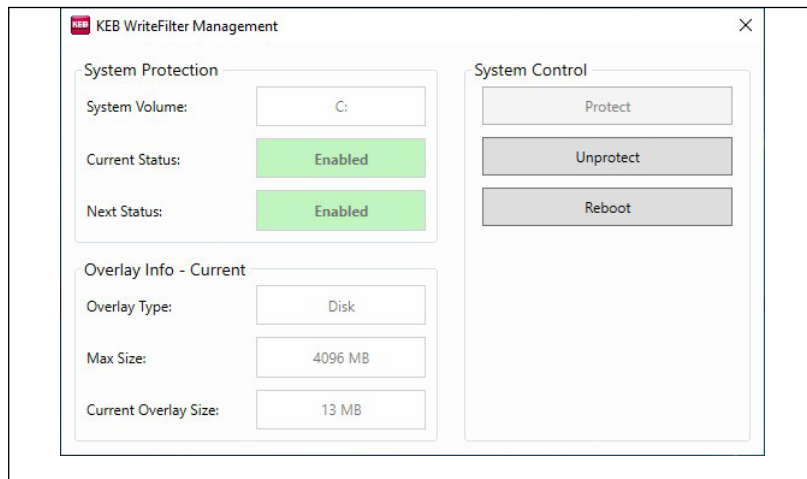 KEB WriteFilter Management
System Protection
System Volume: C:
Current Status: Enabled
Next Status: Enabled
Overlay Info - Current
Overlay Type: Disk
Max Size: 4096 MB
Current Overlay Size: 13 MB
System Control
Protect
Unprotect
Reboot